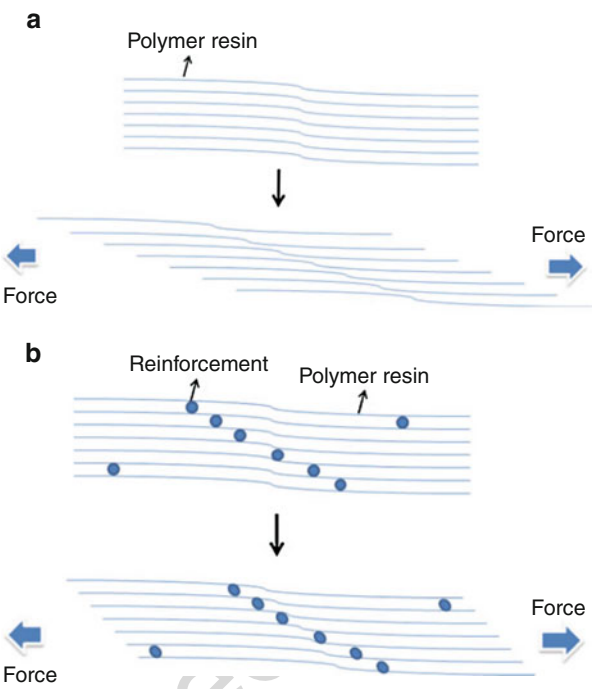 a
Polymer resin
Force
Force
b
Reinforcement
Polymer resin
Force
Force